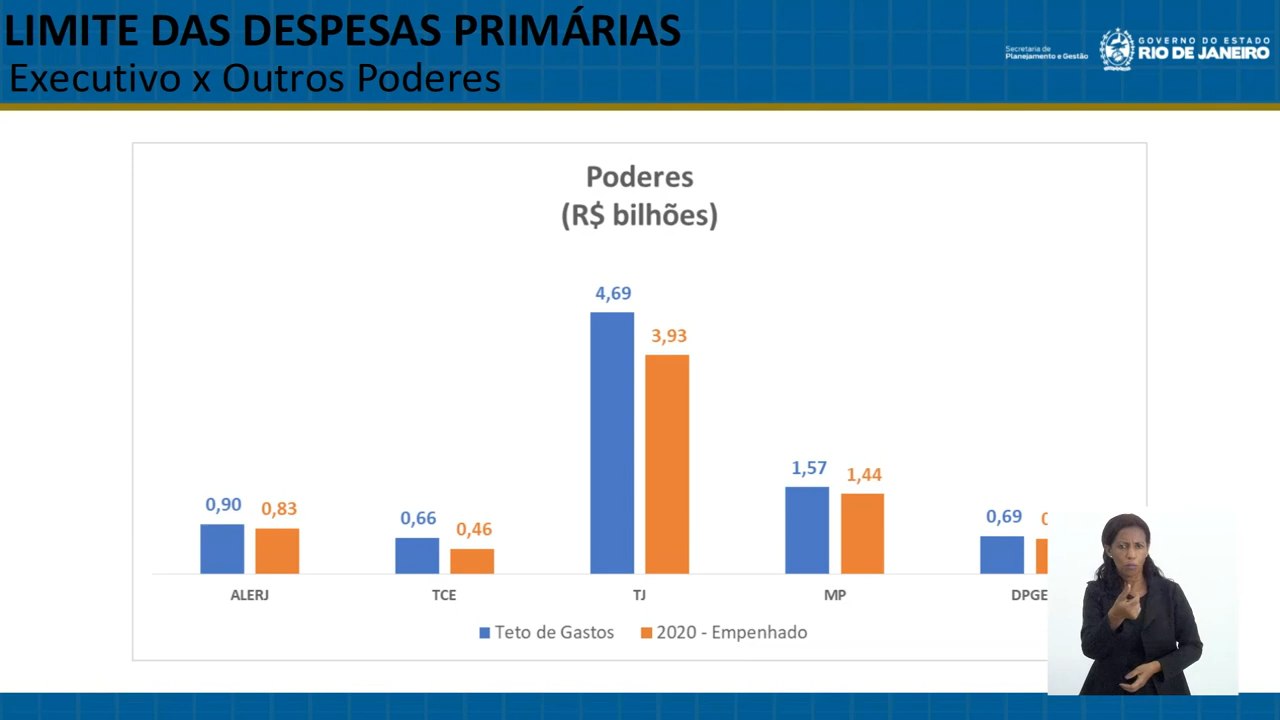 LIMITE DAS DESPESAS PRIMÁRIAS
Executivo x Outros Poderes
Secretaria de
Planejamento e Gestão
GOVERNO DO ESTADO
RIO DE JANEIRO
Poderes
(R$ bilhões)
4,69
3,93
1,57
1,44
0,90
0,83
0,66
0,46
0,69
ALERJ
TCE
TJ
MP
DPGE
Teto de Gastos
2020 - Empenhado